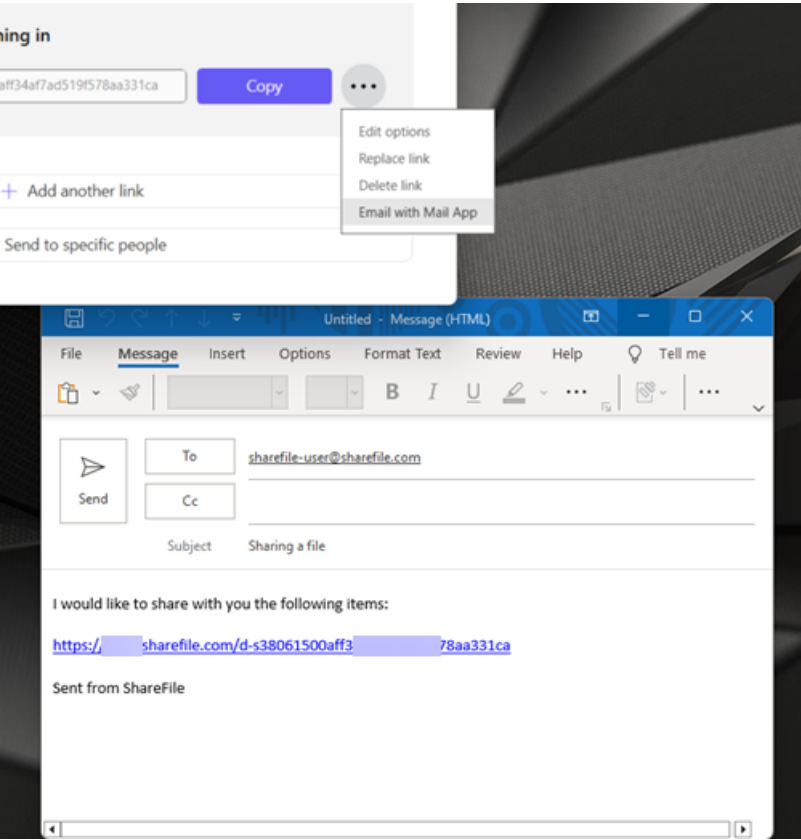 ning in
aff34af7ad519f578aa331ca
Copy
Edit options
Replace link
Delete link
Email with Mail App
+ Add another link
Send to specific people
Untitled - Message (HTML)
File Message Insert Options Format Text Review Help Tell me
B I U
To sharefile-user@sharefile.com
Send
Cc
Subject Sharing a file
I would like to share with you the following items:
https:// sharefile.com/d-s38061500aff3 78aa331ca
Sent from ShareFile